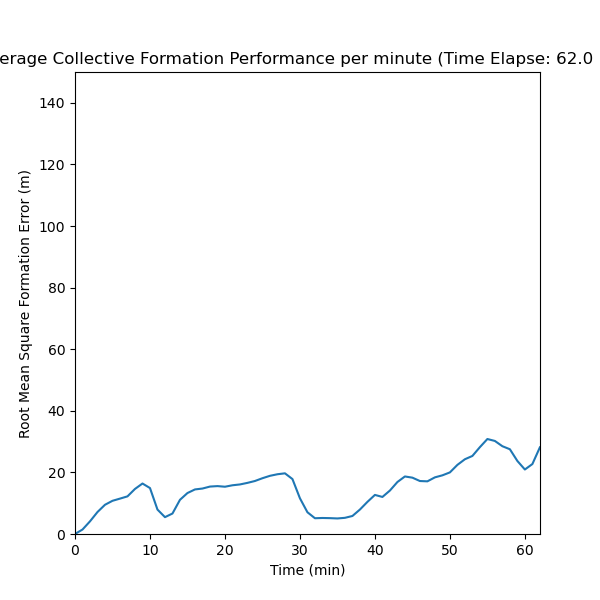 erage Collective Formation Performance per minute (Time Elapse: 62.0
140
120
100
80
60
40
20
0
Root Mean Square Formation Error (m)
0 10 20 30 40 50 60
Time (min)